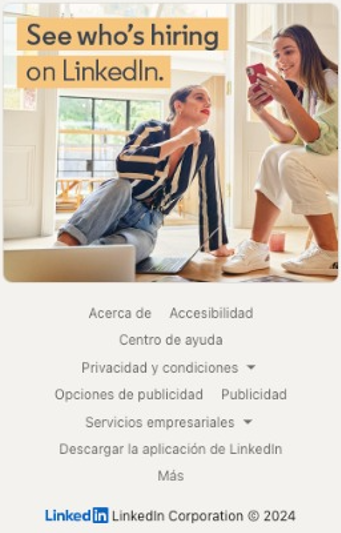 See who's hiring
on LinkedIn.
Acerca de Accesibilidad
Centro de ayuda
Privacidad y condiciones
Opciones de publicidad Publicidad
Servicios empresariales
Descargar la aplicación de LinkedIn
Más
LinkedIn LinkedIn Corporation © 2024